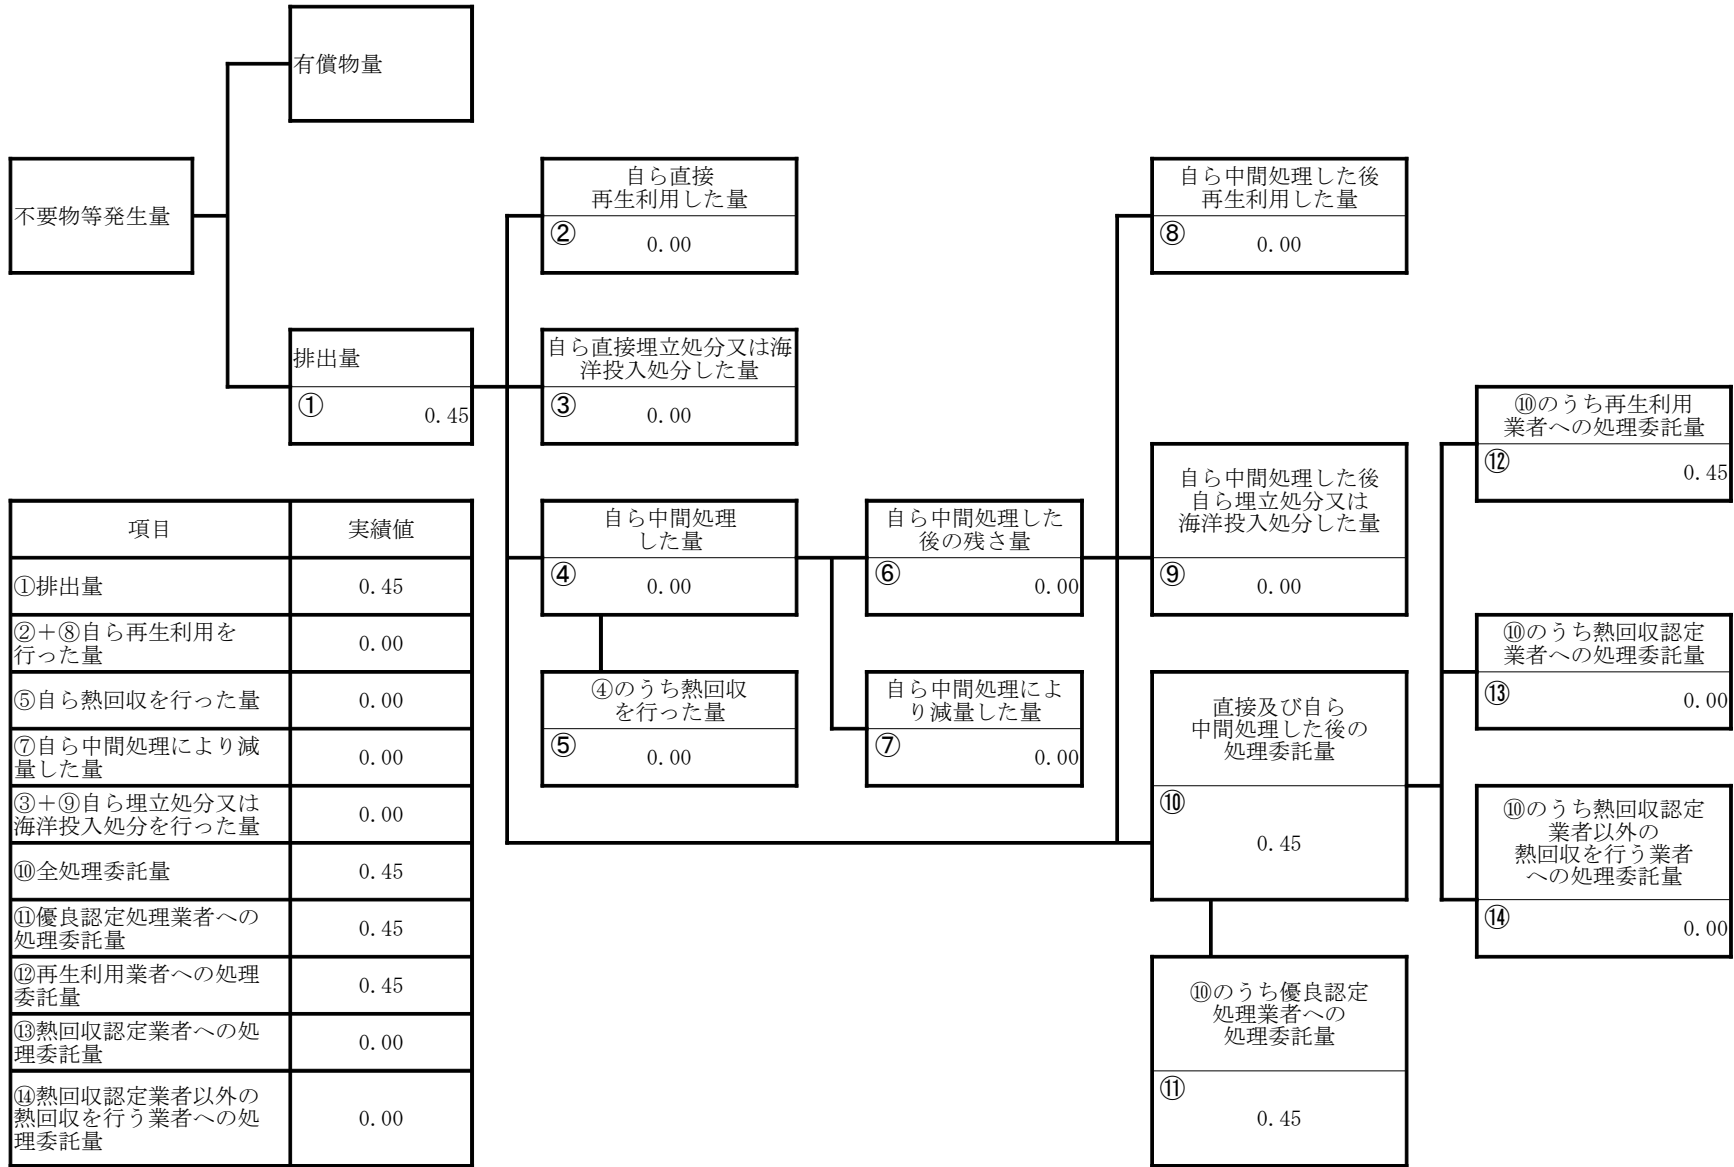 有償物量
不要物等発生量
自ら直接
再生利用した量
②
0.00
自ら中間処理した後
再生利用した量
⑧
0.00
排出量
①
0.45
自ら直接埋立処分又は海
洋投入処分した量
③
0.00
⑩のうち再生利用
業者への処理委託量
⑫
0.45
自ら中間処理した後
自ら埋立処分又は
海洋投入処分した量
⑨
0.00
自ら中間処理
した量
④
0.00
自ら中間処理した
後の残さ量
⑥
0.00
⑩のうち熱回収認定
業者への処理委託量
⑬
0.00
④のうち熱回収
を行った量
⑤
0.00
自ら中間処理によ
り減量した量
⑦
0.00
直接及び自ら
中間処理した後の
処理委託量
⑩
0.45
⑩のうち熱回収認定
業者以外の
熱回収を行う業者
への処理委託量
⑭
0.00
⑩のうち優良認定
処理業者への
処理委託量
⑪
0.45
項目 実績値
①排出量 0.45
②+⑧自ら再生利用を
行った量 0.00
⑤自ら熱回収を行った量 0.00
⑦自ら中間処理により減
量した量 0.00
③+⑨自ら埋立処分又は
海洋投入処分を行った量 0.00
⑩全処理委託量 0.45
⑪優良認定処理業者への
処理委託量 0.45
⑫再生利用業者への処理
委託量 0.45
⑬熱回収認定業者への処
理委託量 0.00
⑭熱回収認定業者以外の
熱回収を行う業者への処
理委託量 0.00